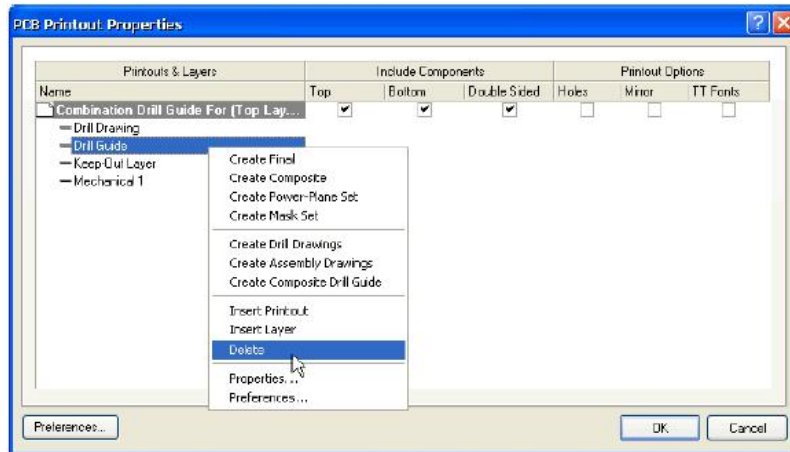 PCB Printout Properties
Printouts & Layers Include Components Printout Options
Name Top Bottom Double Sided Holes Mirror TT Fonts
Combination Drill Guide For (Top Lay...
Drill Drawing
Drill Guide
Keep-Out Layer
Mechanical 1
Create Final
Create Composite
Create Power-Plane Set
Create Mask Set
Create Drill Drawings
Create Assembly Drawings
Create Composite Drill Guide
Insert Printout
Insert Layer
Delete
Properties...
Preferences...
Preferences... OK Cancel